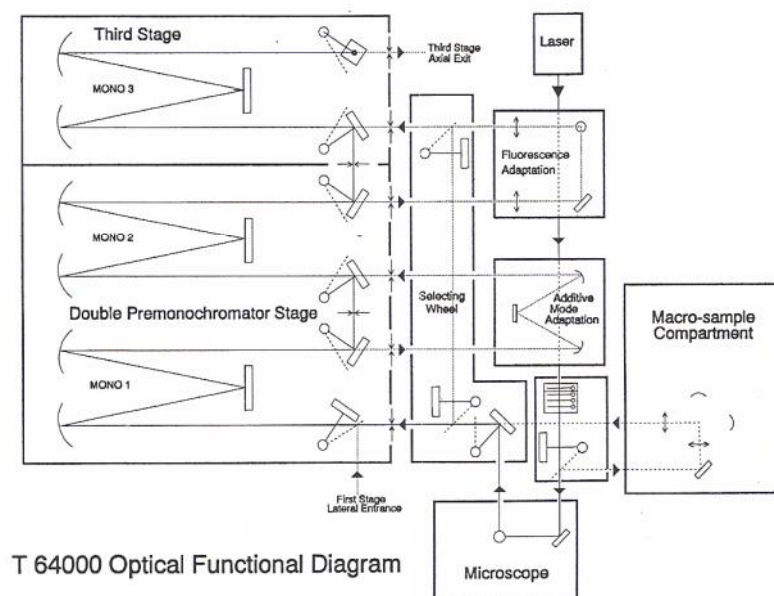 Third Stage
Third Stage
Axial Exit
MONO 3
Laser
Fluorescence
Adaptation
MONO 2
Selecting
Wheel
Additive
Mode
Adaptation
Macro-sample
Compartment
Double Premonochromator Stage
MONO 1
First Stage
Lateral Entrance
Microscope
T 64000 Optical Functional Diagram